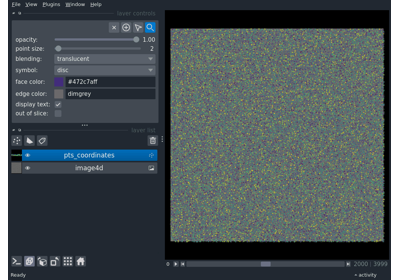 File View Plugins Window Help
layer controls
opacity: 1.00
point size: 2
blending: translucent
symbol: disc
face color: #472c7aff
edge color: dimgrey
display text:
out of slice:
layer list
pts_coordinates
image4d
2000 3999
Ready
activity